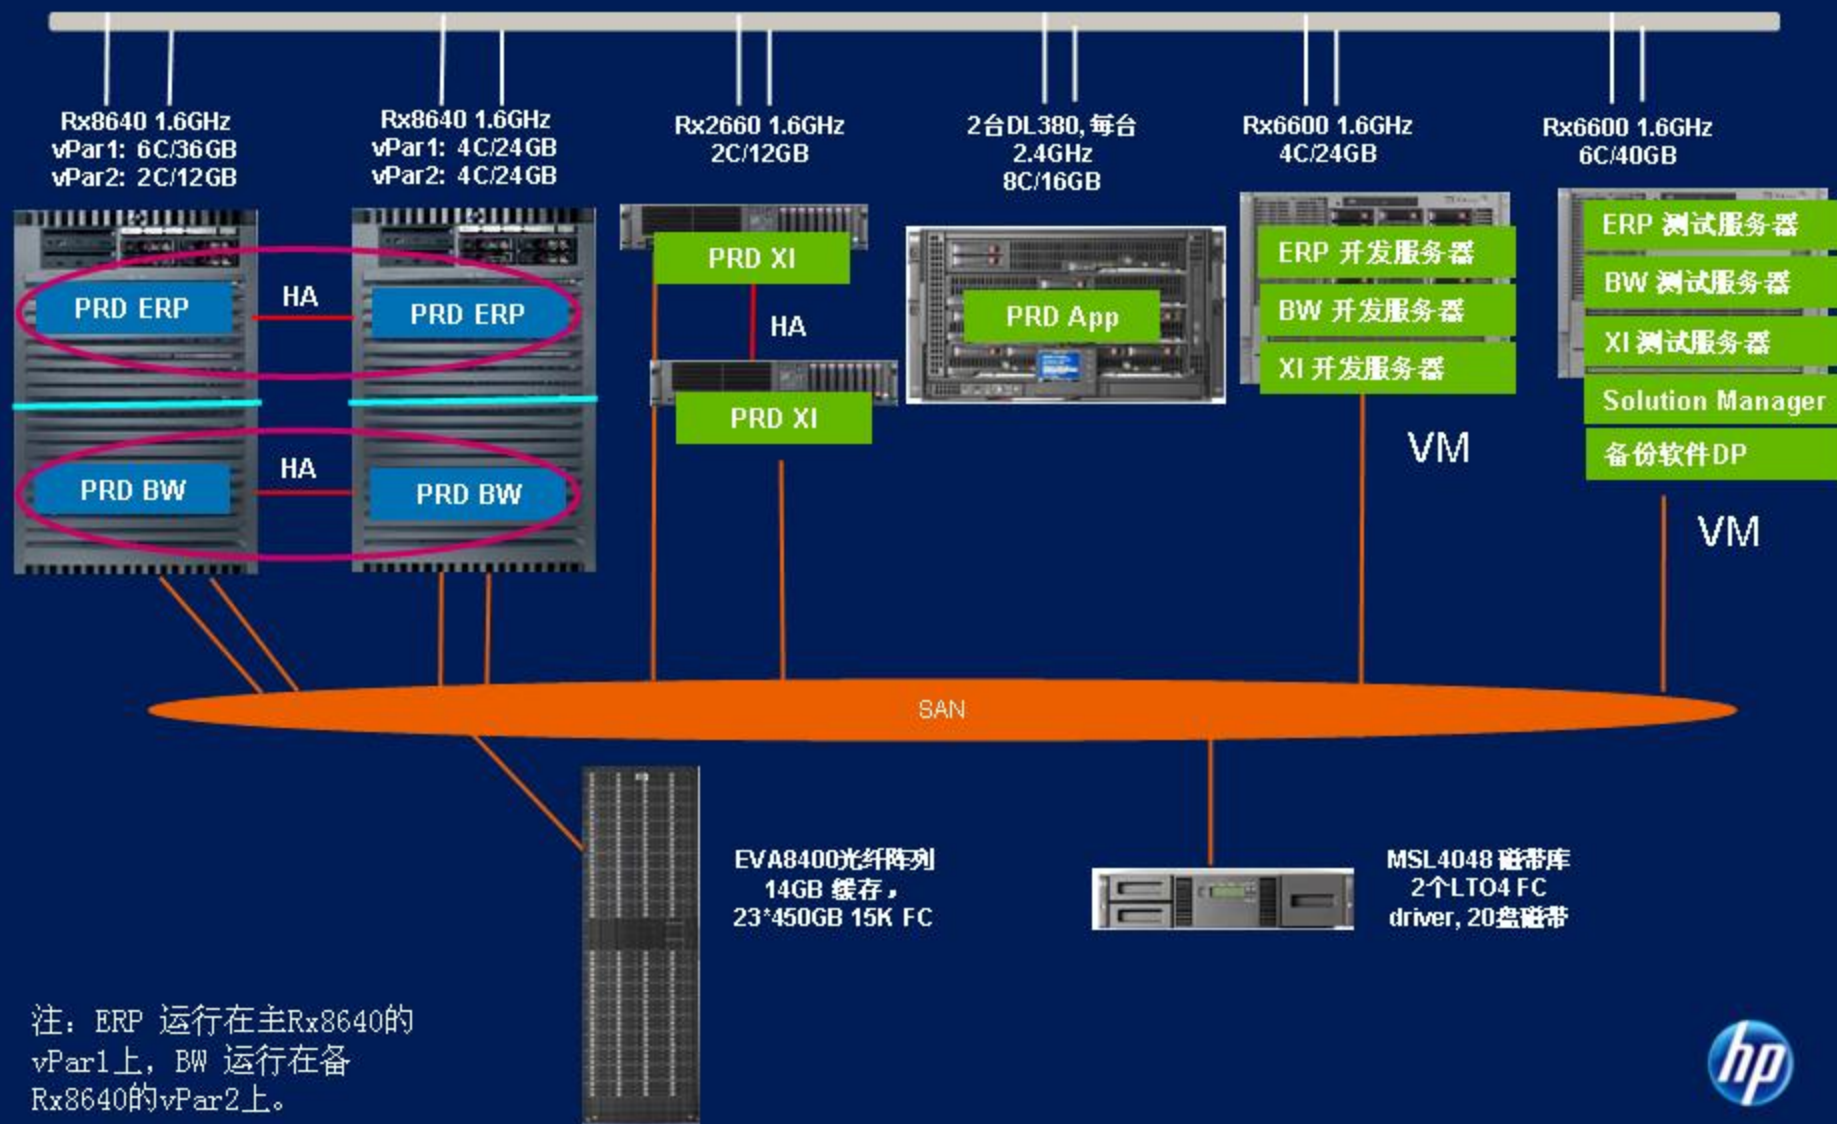 Rx8640 1.6GHz
vPar1: 6C/36GB
vPar2: 2C/12GB
Rx8640 1.6GHz
vPar1: 4C/24GB
vPar2: 4C/24GB
Rx2660 1.6GHz
2C/12GB
2台DL380, 每台
2.4GHz
8C/16GB
Rx6600 1.6GHz
4C/24GB
Rx6600 1.6GHz
6C/40GB
PRD ERP
HA
PRD ERP
PRD BW
HA
PRD BW
PRD XI
HA
PRD XI
PRD App
ERP 开发服务器
BW 开发服务器
XI 开发服务器
VM
ERP 测试服务器
BW 测试服务器
XI 测试服务器
Solution Manager
备份软件DP
VM
SAN
EVA8400光纤阵列
14GB 缓存，
23*450GB 15K FC
MSL4048 磁带库
2个LTO4 FC
driver, 20盘磁带
注：ERP 运行在主Rx8640的
vPar1上，BW 运行在备
Rx8640的vPar2上。
hp